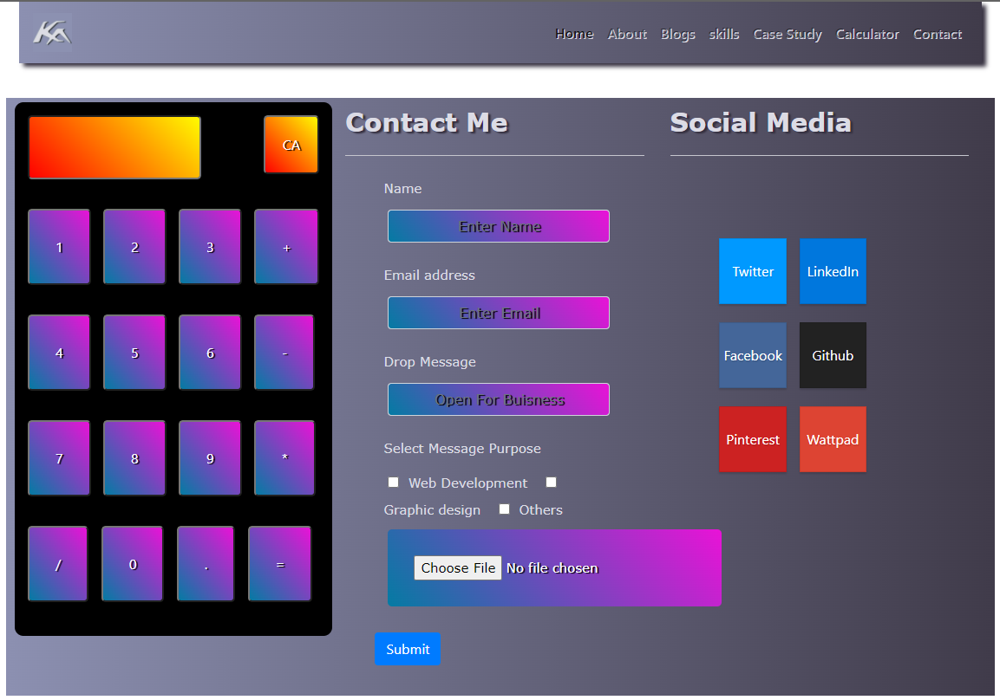 KA
Home About Blogs skills Case Study Calculator Contact
CA
1 2 3 +
4 5 6 -
7 8 9 *
/ 0 . =
Contact Me
Name
Enter Name
Email address
Enter Email
Drop Message
Open For Buisness
Select Message Purpose
Web Development
Graphic design Others
Choose File No file chosen
Submit
Social Media
Twitter LinkedIn
Facebook Github
Pinterest Wattpad